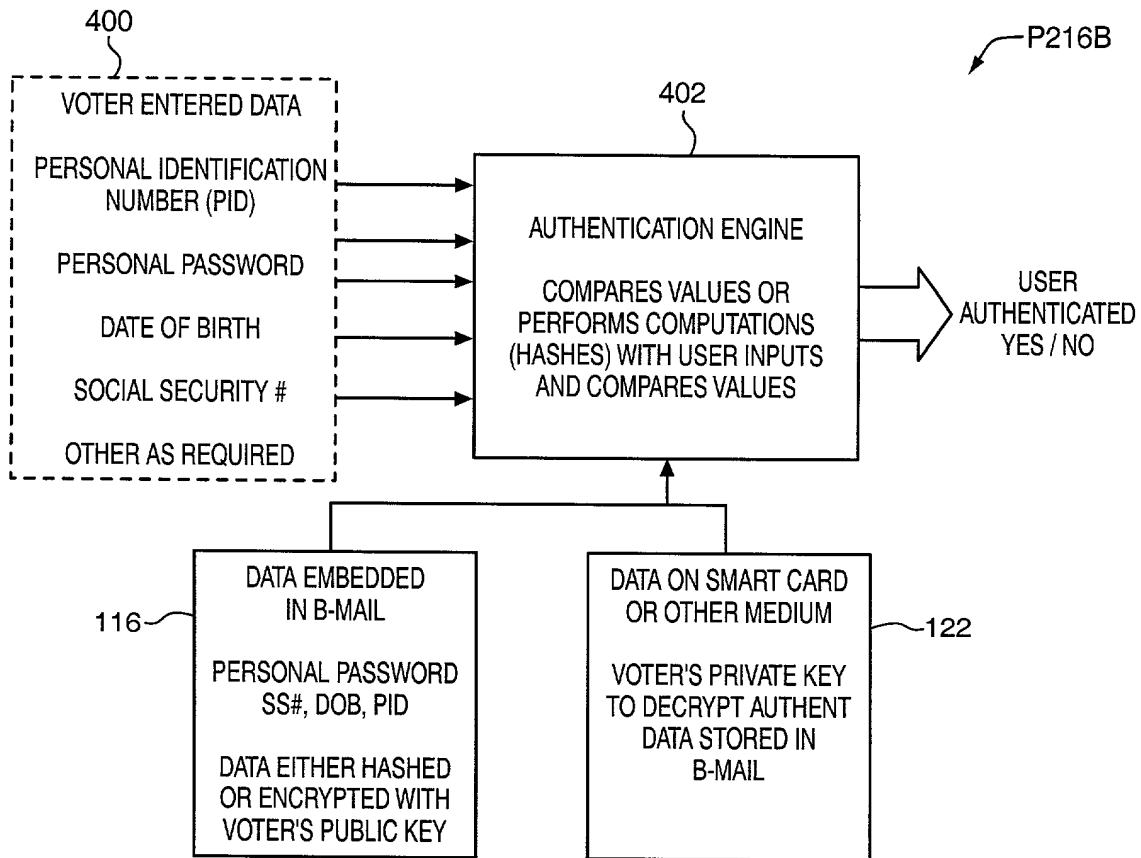 400
P216B
VOTER ENTERED DATA
PERSONAL IDENTIFICATION
NUMBER (PID)
PERSONAL PASSWORD
DATE OF BIRTH
SOCIAL SECURITY #
OTHER AS REQUIRED
402
AUTHENTICATION ENGINE
COMPARES VALUES OR
PERFORMS COMPUTATIONS
(HASHES) WITH USER INPUTS
AND COMPARES VALUES
USER
AUTHENTICATED
YES / NO
116
DATA EMBEDDED
IN B-MAIL
PERSONAL PASSWORD
SS#, DOB, PID
DATA EITHER HASHED
OR ENCRYPTED WITH
VOTER'S PUBLIC KEY
DATA ON SMART CARD
OR OTHER MEDIUM
VOTER'S PRIVATE KEY
TO DECRYPT AUTHENT
DATA STORED IN
B-MAIL
122